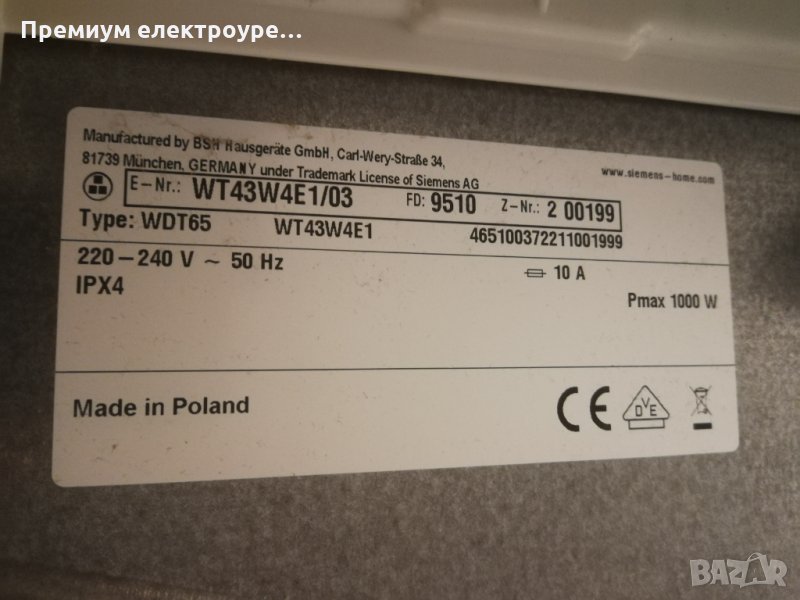 Премиум електроуре...
Manufactured by BSH Hausgeräte GmbH, Carl-Wery-Straße 34,
81739 München, GERMANY under Trademark License of Siemens AG
www.siemens-home.com
E-Nr.: WT43W4E1/03 FD: 9510 Z-Nr.: 2 00199
Type: WDT65 WT43W4E1 465100372211001999
220-240 V ~ 50 Hz 10 A
IPX4
Pmax 1000 W
Made in Poland
CE DVE
BAZAR